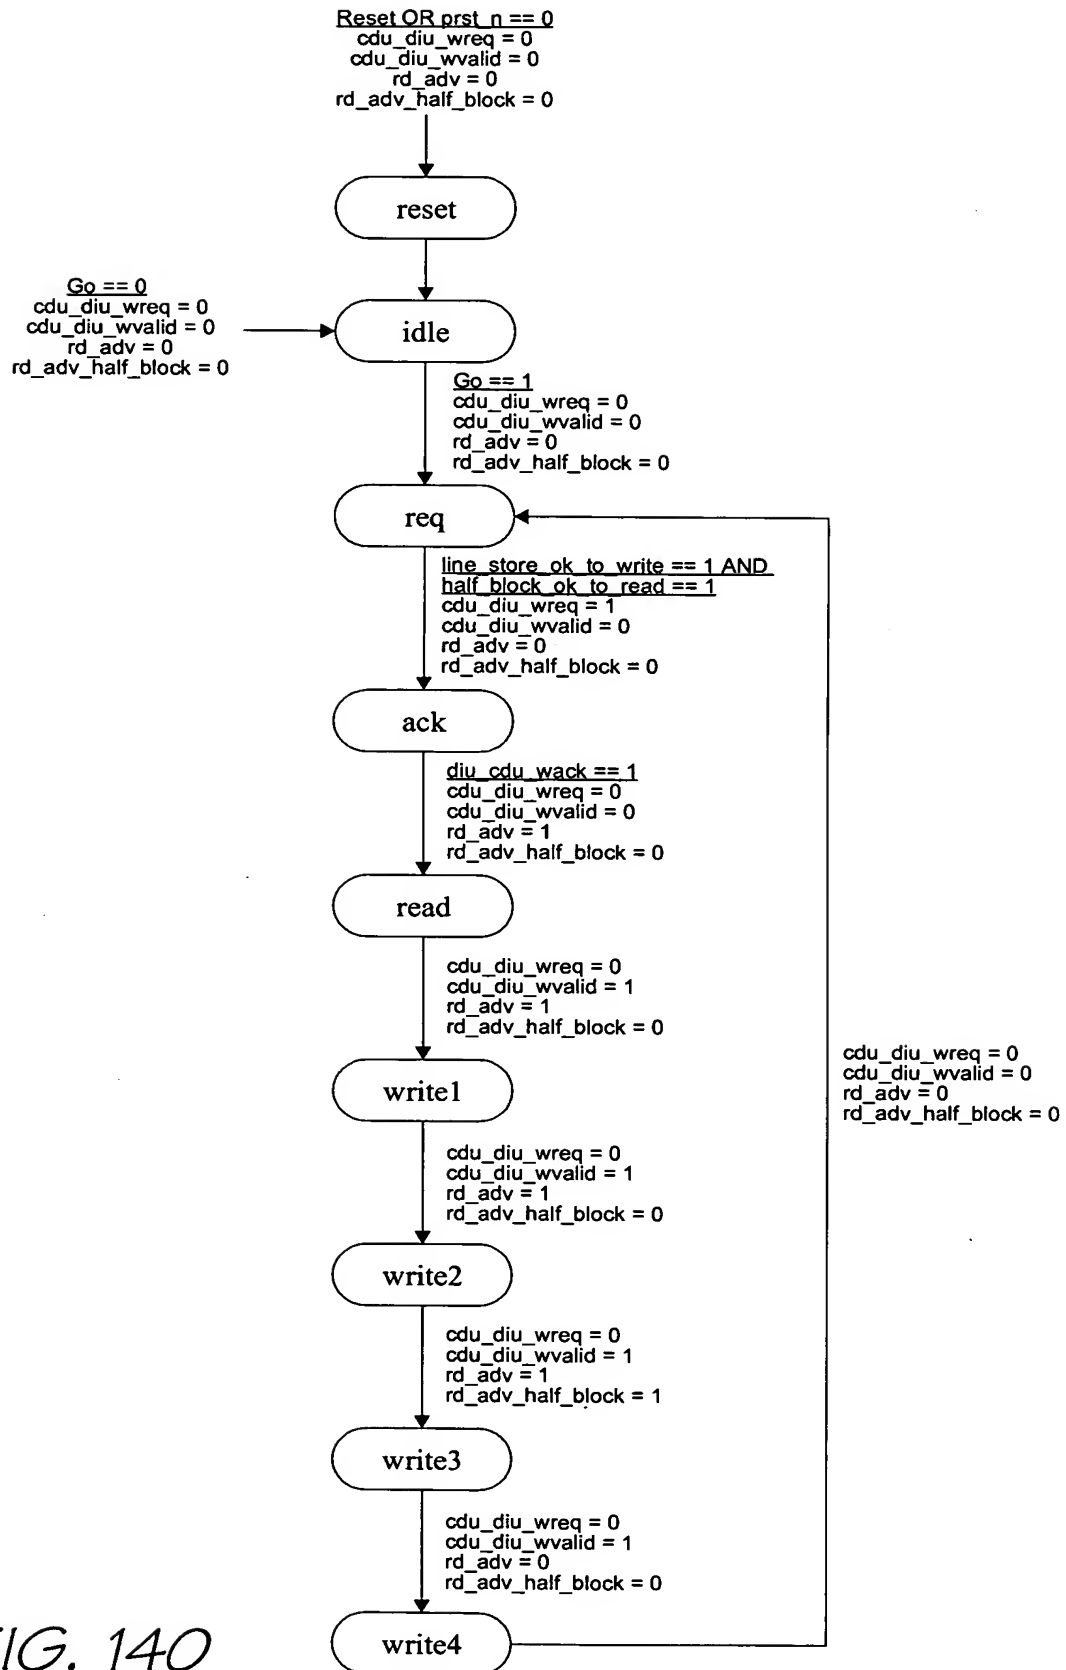 Reset OR prst_n == 0
cdu_diu_wreq = 0
cdu_diu_wvalid = 0
rd_adv = 0
rd_adv_half_block = 0
reset
Go == 0
cdu_diu_wreq = 0
cdu_diu_wvalid = 0
rd_adv = 0
rd_adv_half_block = 0
idle
Go == 1
cdu_diu_wreq = 0
cdu_diu_wvalid = 0
rd_adv = 0
rd_adv_half_block = 0
req
line_store_ok_to_write == 1 AND
half_block_ok_to_read == 1
cdu_diu_wreq = 1
cdu_diu_wvalid = 0
rd_adv = 0
rd_adv_half_block = 0
ack
diu_cdu_wack == 1
cdu_diu_wreq = 0
cdu_diu_wvalid = 0
rd_adv = 1
rd_adv_half_block = 0
read
cdu_diu_wreq = 0
cdu_diu_wvalid = 1
rd_adv = 1
rd_adv_half_block = 0
cdu_diu_wreq = 0
cdu_diu_wvalid = 0
rd_adv = 0
rd_adv_half_block = 0
write1
cdu_diu_wreq = 0
cdu_diu_wvalid = 1
rd_adv = 1
rd_adv_half_block = 0
write2
cdu_diu_wreq = 0
cdu_diu_wvalid = 1
rd_adv = 1
rd_adv_half_block = 1
write3
cdu_diu_wreq = 0
cdu_diu_wvalid = 1
rd_adv = 0
rd_adv_half_block = 0
write4
FIG. 140